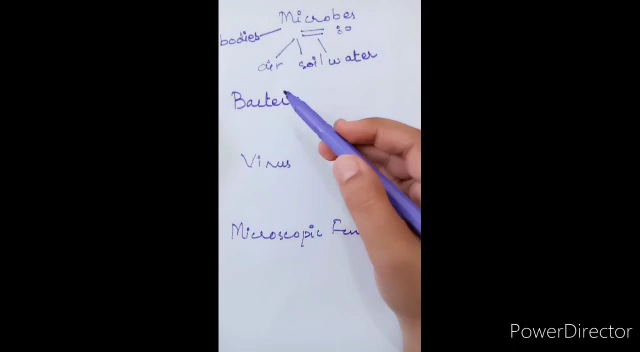 Microbes
bodies
air soil water
Bacter
Virus
Microscopic Fun
PowerDirector